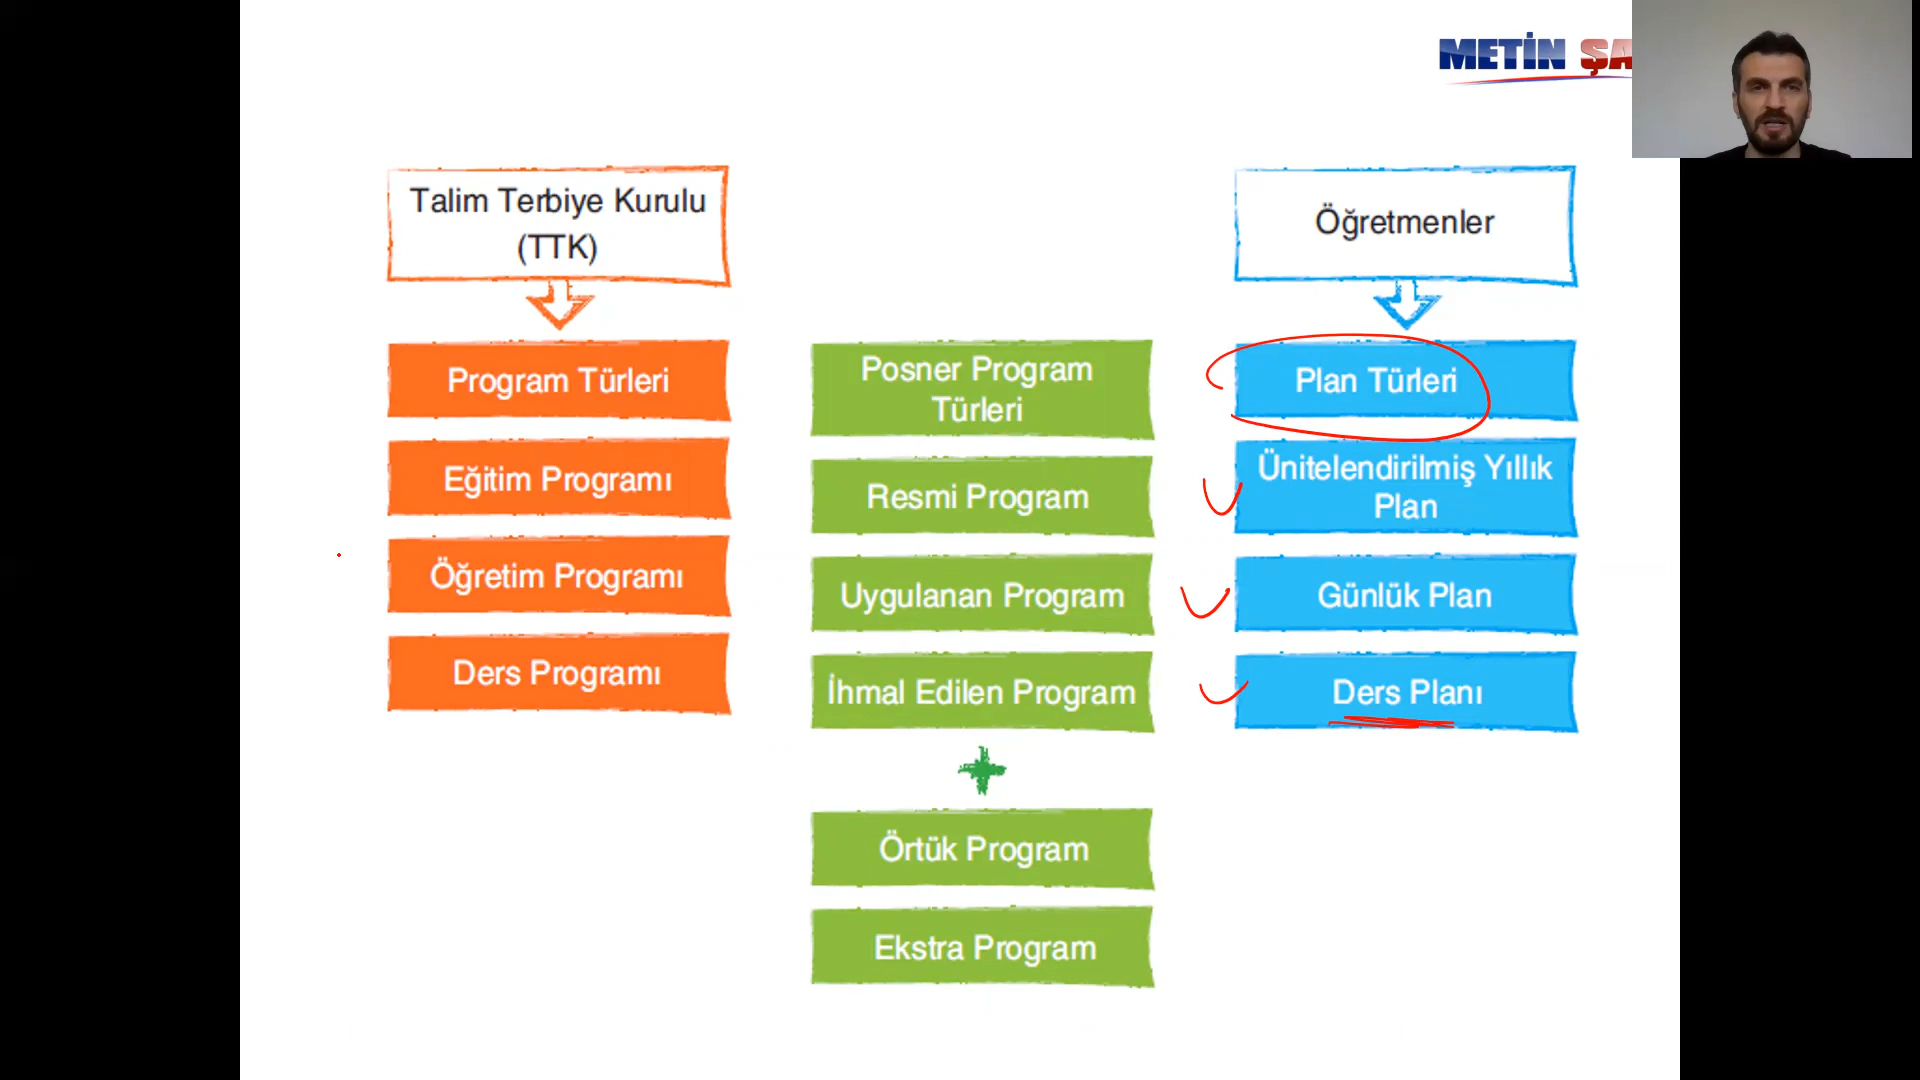 METİN ŞA
Talim Terbiye Kurulu
(TTK)
Program Türleri
Eğitim Programı
Öğretim Programı
Ders Programı
Posner Program
Türleri
Resmi Program
Uygulanan Program
İhmal Edilen Program
Örtük Program
Ekstra Program
Öğretmenler
Plan Türleri
Ünitelendirilmiş Yıllık
Plan
Günlük Plan
Ders Planı